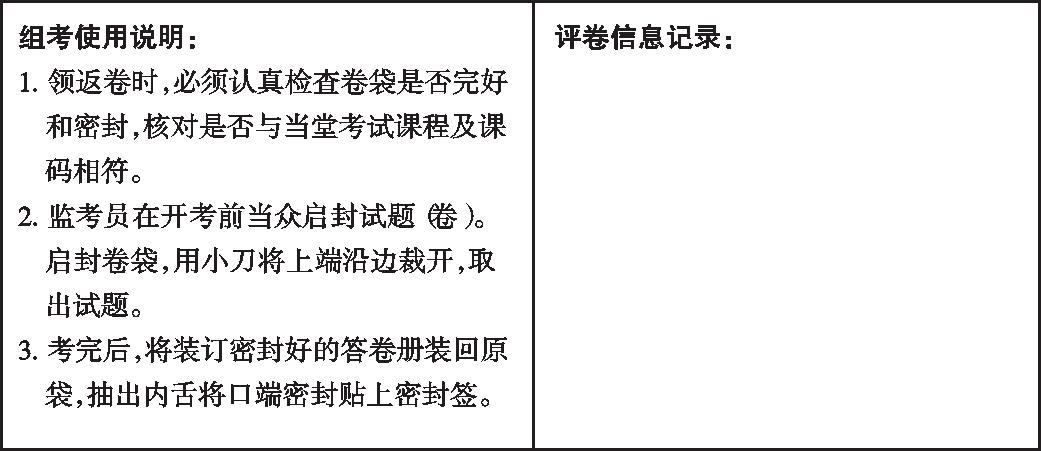 组考使用说明:
1. 领返卷时,必须认真检查卷袋是否完好
和密封,核对是否与当堂考试课程及课
码相符。
2. 监考员在开考前当众启封试题(卷)。
启封卷袋,用小刀将上端沿边裁开,取
出试题。
3. 考完后,将装订密封好的答卷册装回原
袋,抽出内舌将口端密封贴上密封签。
评卷信息记录: